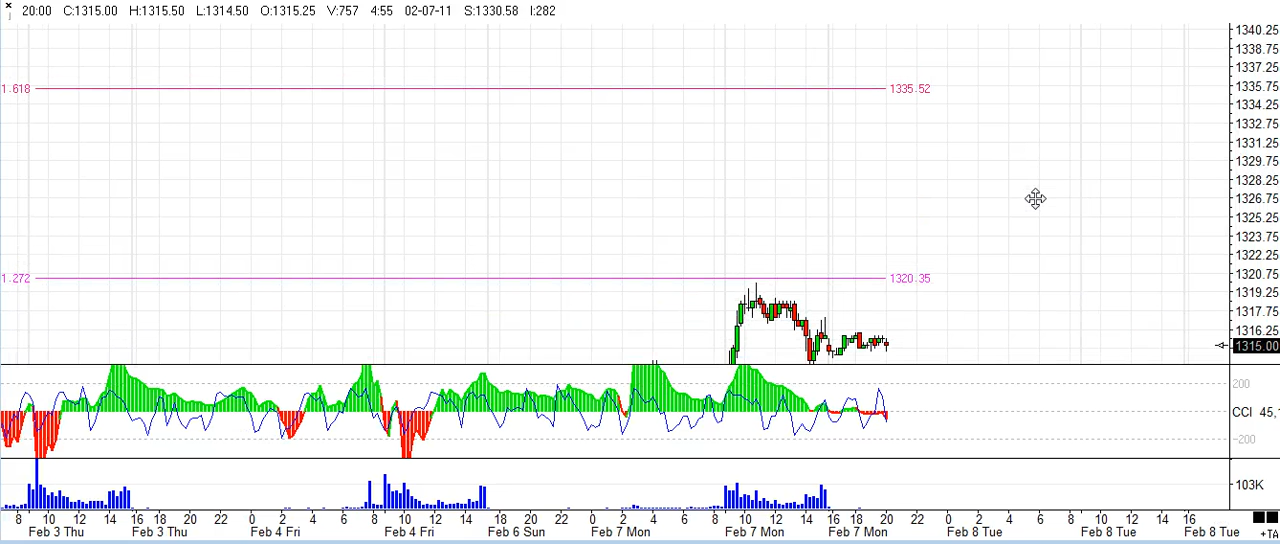 20:00 C:1315.00 H:1315.50 L:1314.50 O:1315.25 V:757 4:55 02-07-11 S:1330.58 I:282
1340.25
1338.75
1337.25
1.618 1335.52 1335.75
1334.25
1332.75
1331.25
1329.75
1328.25
1326.75
1325.25
1323.75
1322.25
1.272 1320.35 1320.75
1319.25
1317.75
1316.25
1315.00
200
CCI 45,
-200
103K
8 10 12 14 16 18 20 22 0 2 4 6 8 10 12 14 16 20 22 0 2 4 6 8 10 12 14 16 18 20 22 0 2 4 6 8 10 12 14 16
Feb 3 Thu Feb 3 Thu Feb 4 Fri Feb 4 Fri Feb 6 Sun Feb 7 Mon Feb 7 Mon Feb 7 Mon Feb 8 Tue Feb 8 Tue Feb 8 Tue +TA